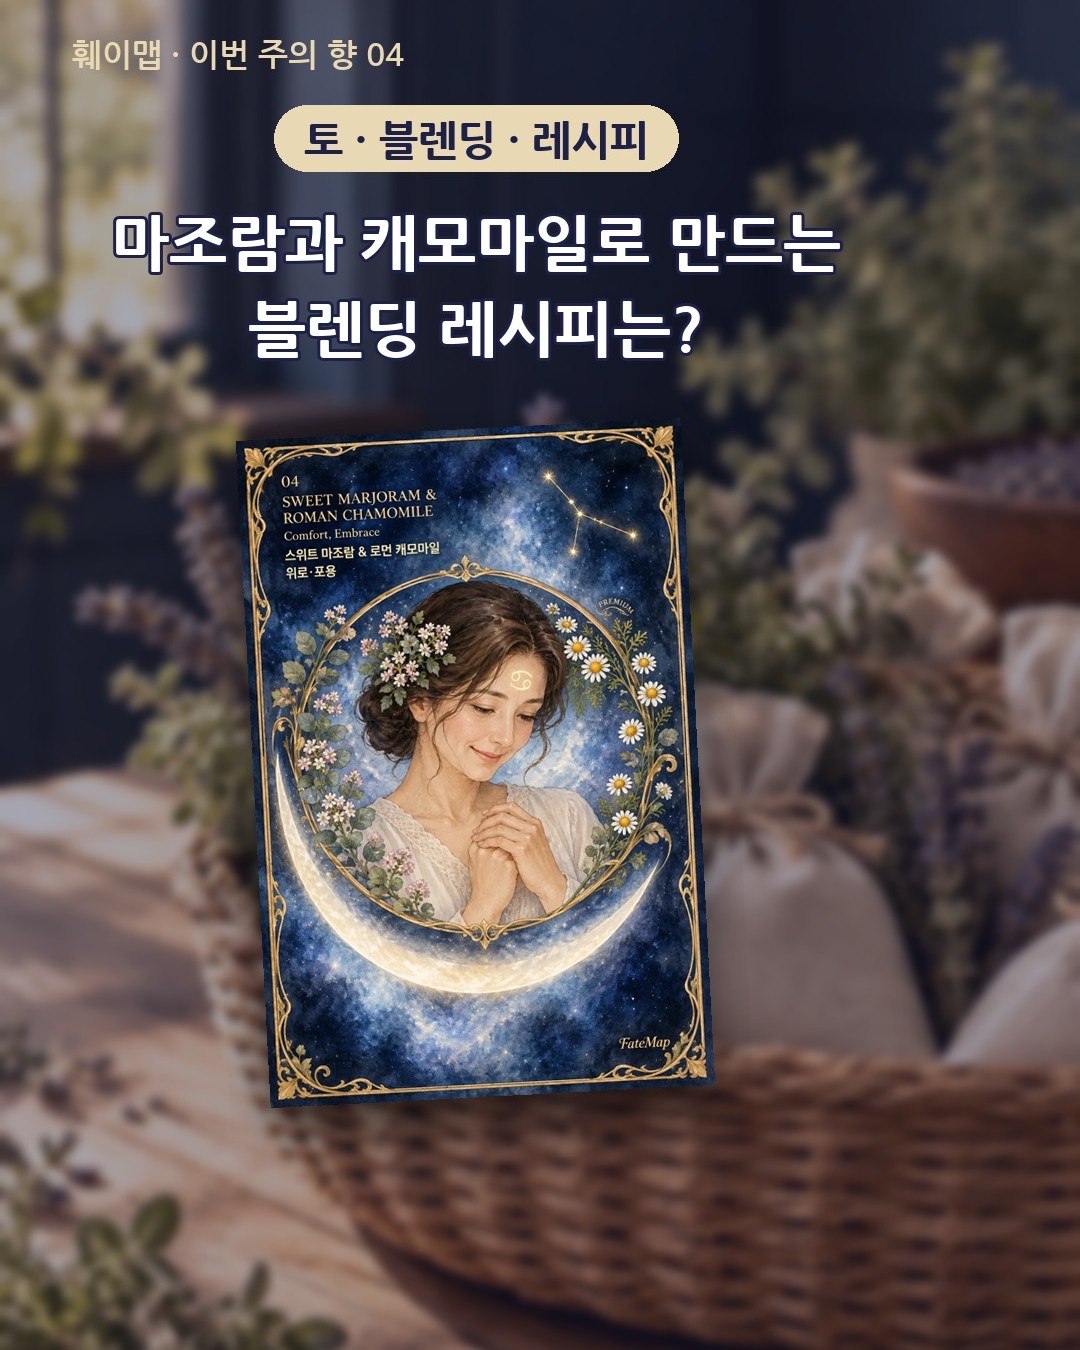 훼이맵 · 이번 주의 향 04
토 · 블렌딩 · 레시피
마조람과 캐모마일로 만드는
블렌딩 레시피는?
04
SWEET MARJORAM &
ROMAN CHAMOMILE
Comfort, Embrace
스위트 마조람 & 로먼 캐모마일
위로·포용
PREMIUM
♋
FateMap